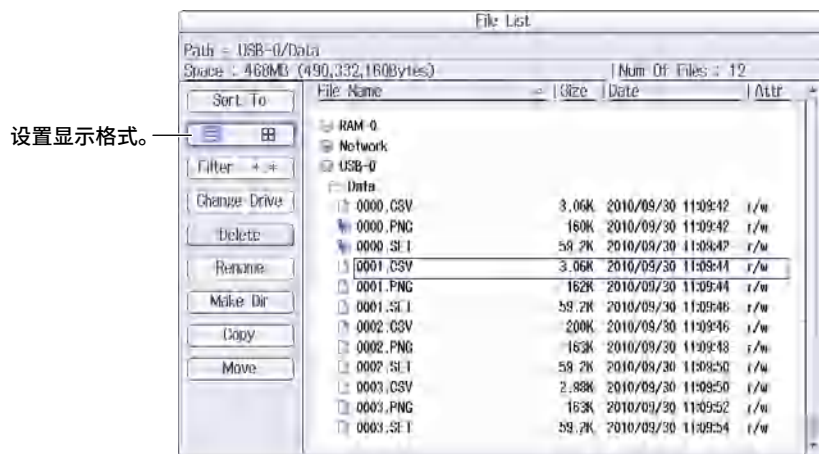 File List
Path = USB-0/Data
Space : 468MB (490,332,160Bytes) Num Of Files : 12
Sort To
设置显示格式。
Filter *.*
Change Drive
Delete
Rename
Make Dir
Copy
Move
File Name Size Date Attr
RAM-0
Network
USB-0
Data
0000.CSV 3.06K 2010/09/30 11:09:42 r/w
0000.PNG 160K 2010/09/30 11:09:42 r/w
0000.SET 59.2K 2010/09/30 11:09:42 r/w
0001.CSV 3.06K 2010/09/30 11:09:44 r/w
0001.PNG 162K 2010/09/30 11:09:44 r/w
0001.SET 59.2K 2010/09/30 11:09:46 r/w
0002.CSV 200K 2010/09/30 11:09:46 r/w
0002.PNG 163K 2010/09/30 11:09:48 r/w
0002.SET 59.2K 2010/09/30 11:09:50 r/w
0003.CSV 2.98K 2010/09/30 11:09:50 r/w
0003.PNG 163K 2010/09/30 11:09:52 r/w
0003.SET 59.2K 2010/09/30 11:09:54 r/w